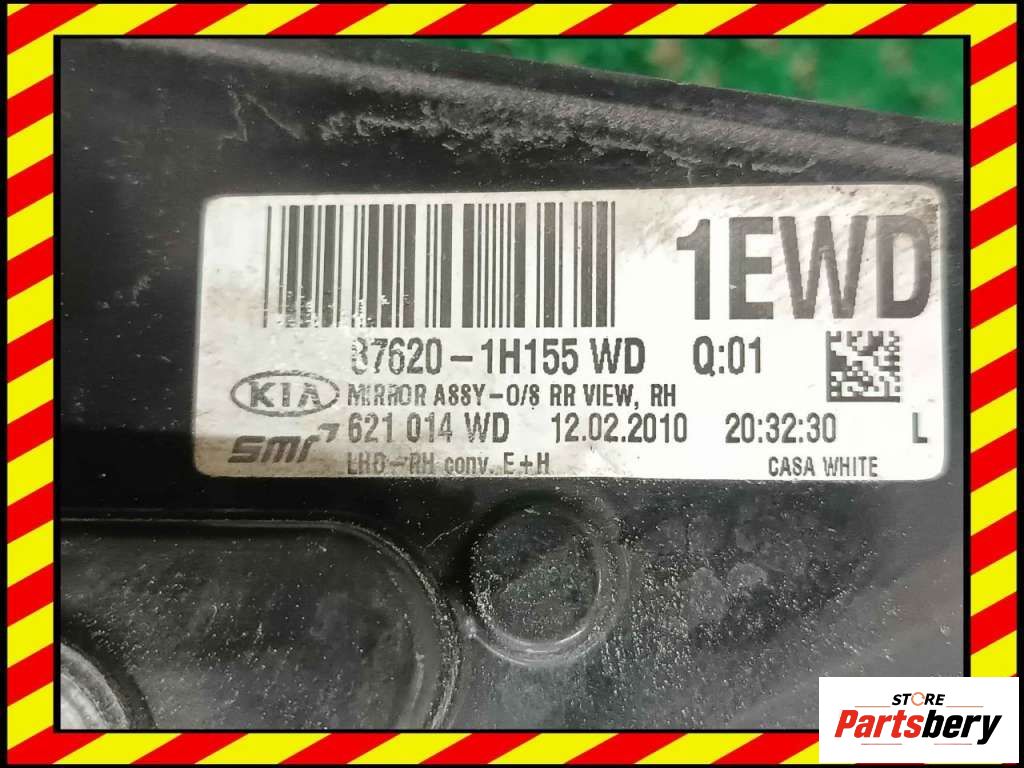 1EWD
87620-1H155 WD Q:01
KIA MIRROR ASSY-O/S RR VIEW, RH
SMR 621 014 WD 12.02.2010 20:32:30 L
LHD-RH conv. E+H CASA WHITE
STORE
Partsbery